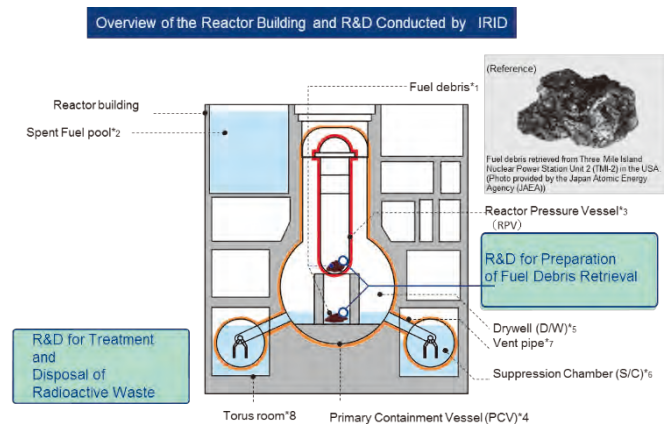 Overview of the Reactor Building and R&D Conducted by IRID
Fuel debris*1
(Reference)
Fuel debris retrieved from Three Mile Island
Nuclear Power Station Unit 2 (TMI-2) in the USA.
(Photo provided by the Japan Atomic Energy
Agency (JAEA))
Reactor building
Spent Fuel pool*2
Reactor Pressure Vessel*3
(RPV)
R&D for Preparation
of Fuel Debris Retrieval
Drywell (D/W)*5
Vent pipe*7
Suppression Chamber (S/C)*6
R&D for Treatment
and
Disposal of
Radioactive Waste
Torus room*8
Primary Containment Vessel (PCV)*4